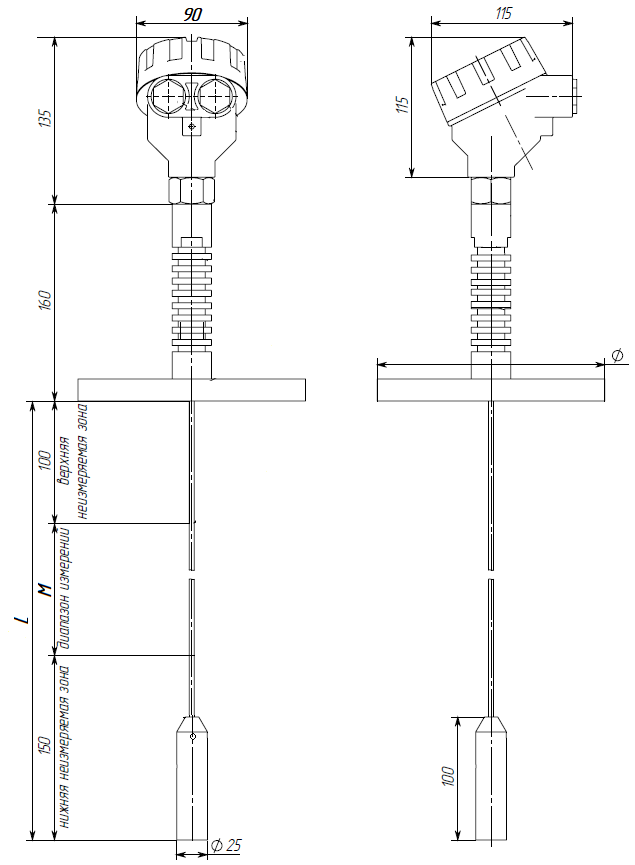 90
115
135
115
160
Ø
100
верхняя
неизмеряемая зона
L
M
диапазон измерений
150
нижняя неизмеряемая зона
100
Ø 25